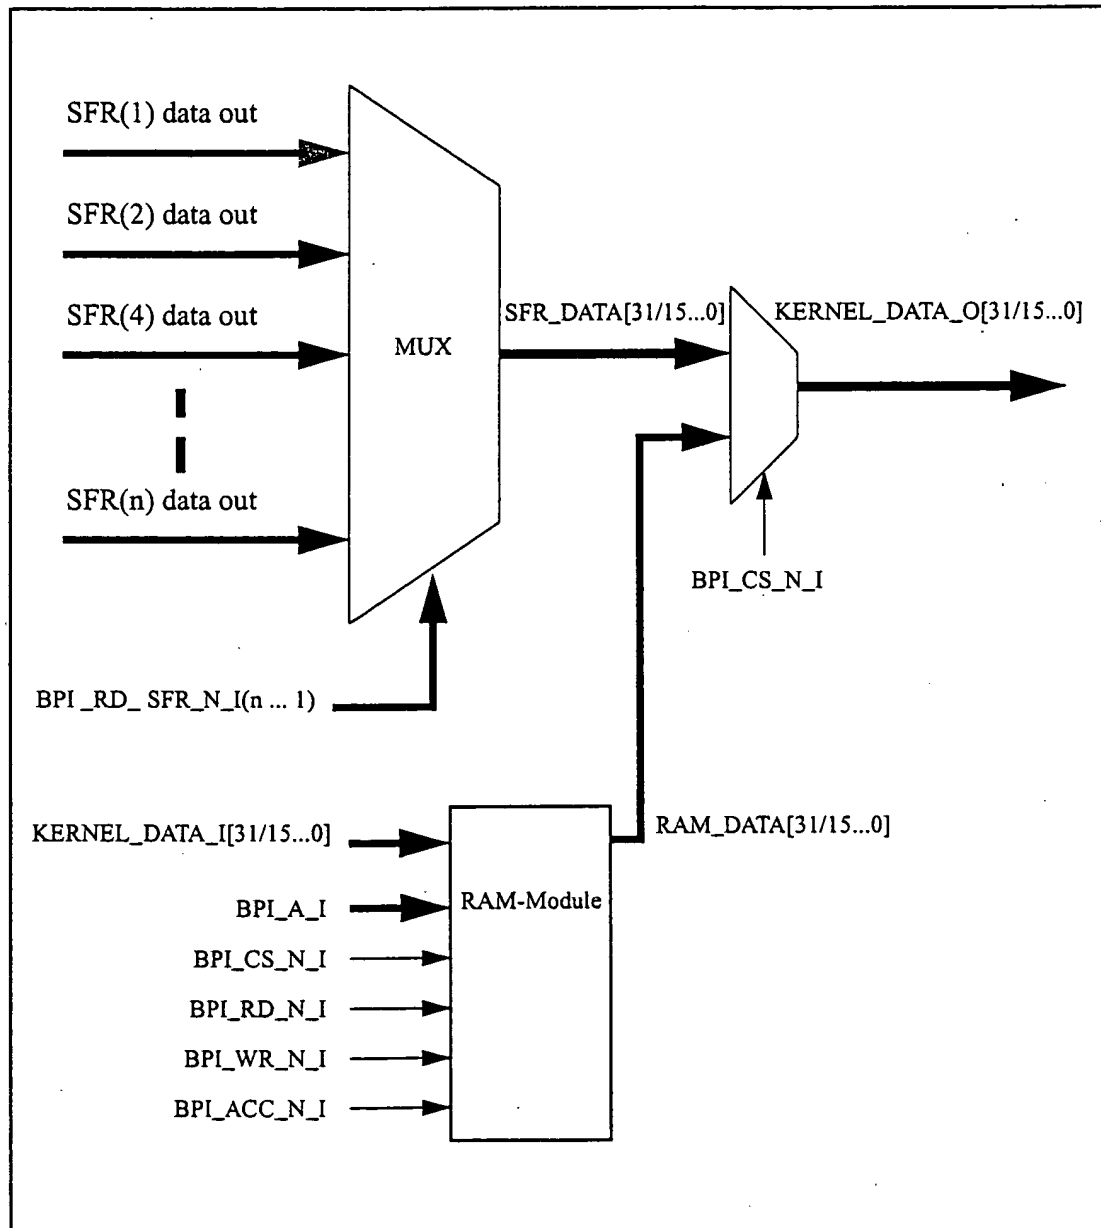 SFR(1) data out
SFR(2) data out
SFR(4) data out
SFR(n) data out
MUX
SFR_DATA[31/15...0]
KERNEL_DATA_O[31/15...0]
BPI_CS_N_I
BPI _RD_ SFR_N_I(n ... 1)
KERNEL_DATA_I[31/15...0]
RAM_DATA[31/15...0]
RAM-Module
BPI_A_I
BPI_CS_N_I
BPI_RD_N_I
BPI_WR_N_I
BPI_ACC_N_I